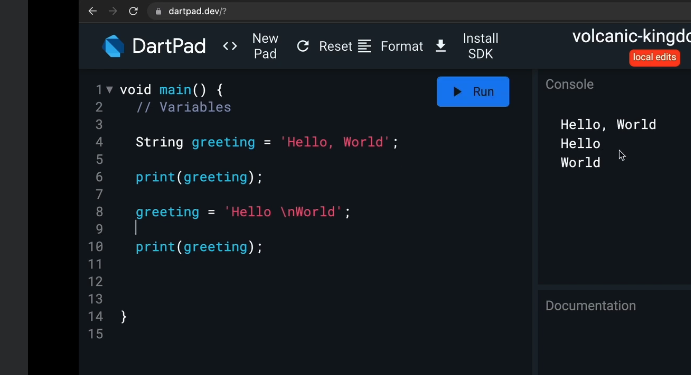 dartpad.dev/?
DartPad <> New Pad Reset Format Install SDK
volcanic-kingdo
local edits
Run
1 void main() {
2 // Variables
3
4 String greeting = 'Hello, World';
5
6 print(greeting);
7
8 greeting = 'Hello \nWorld';
9
10 print(greeting);
11
12
13
14 }
15
Console
Hello, World
Hello
World
Documentation